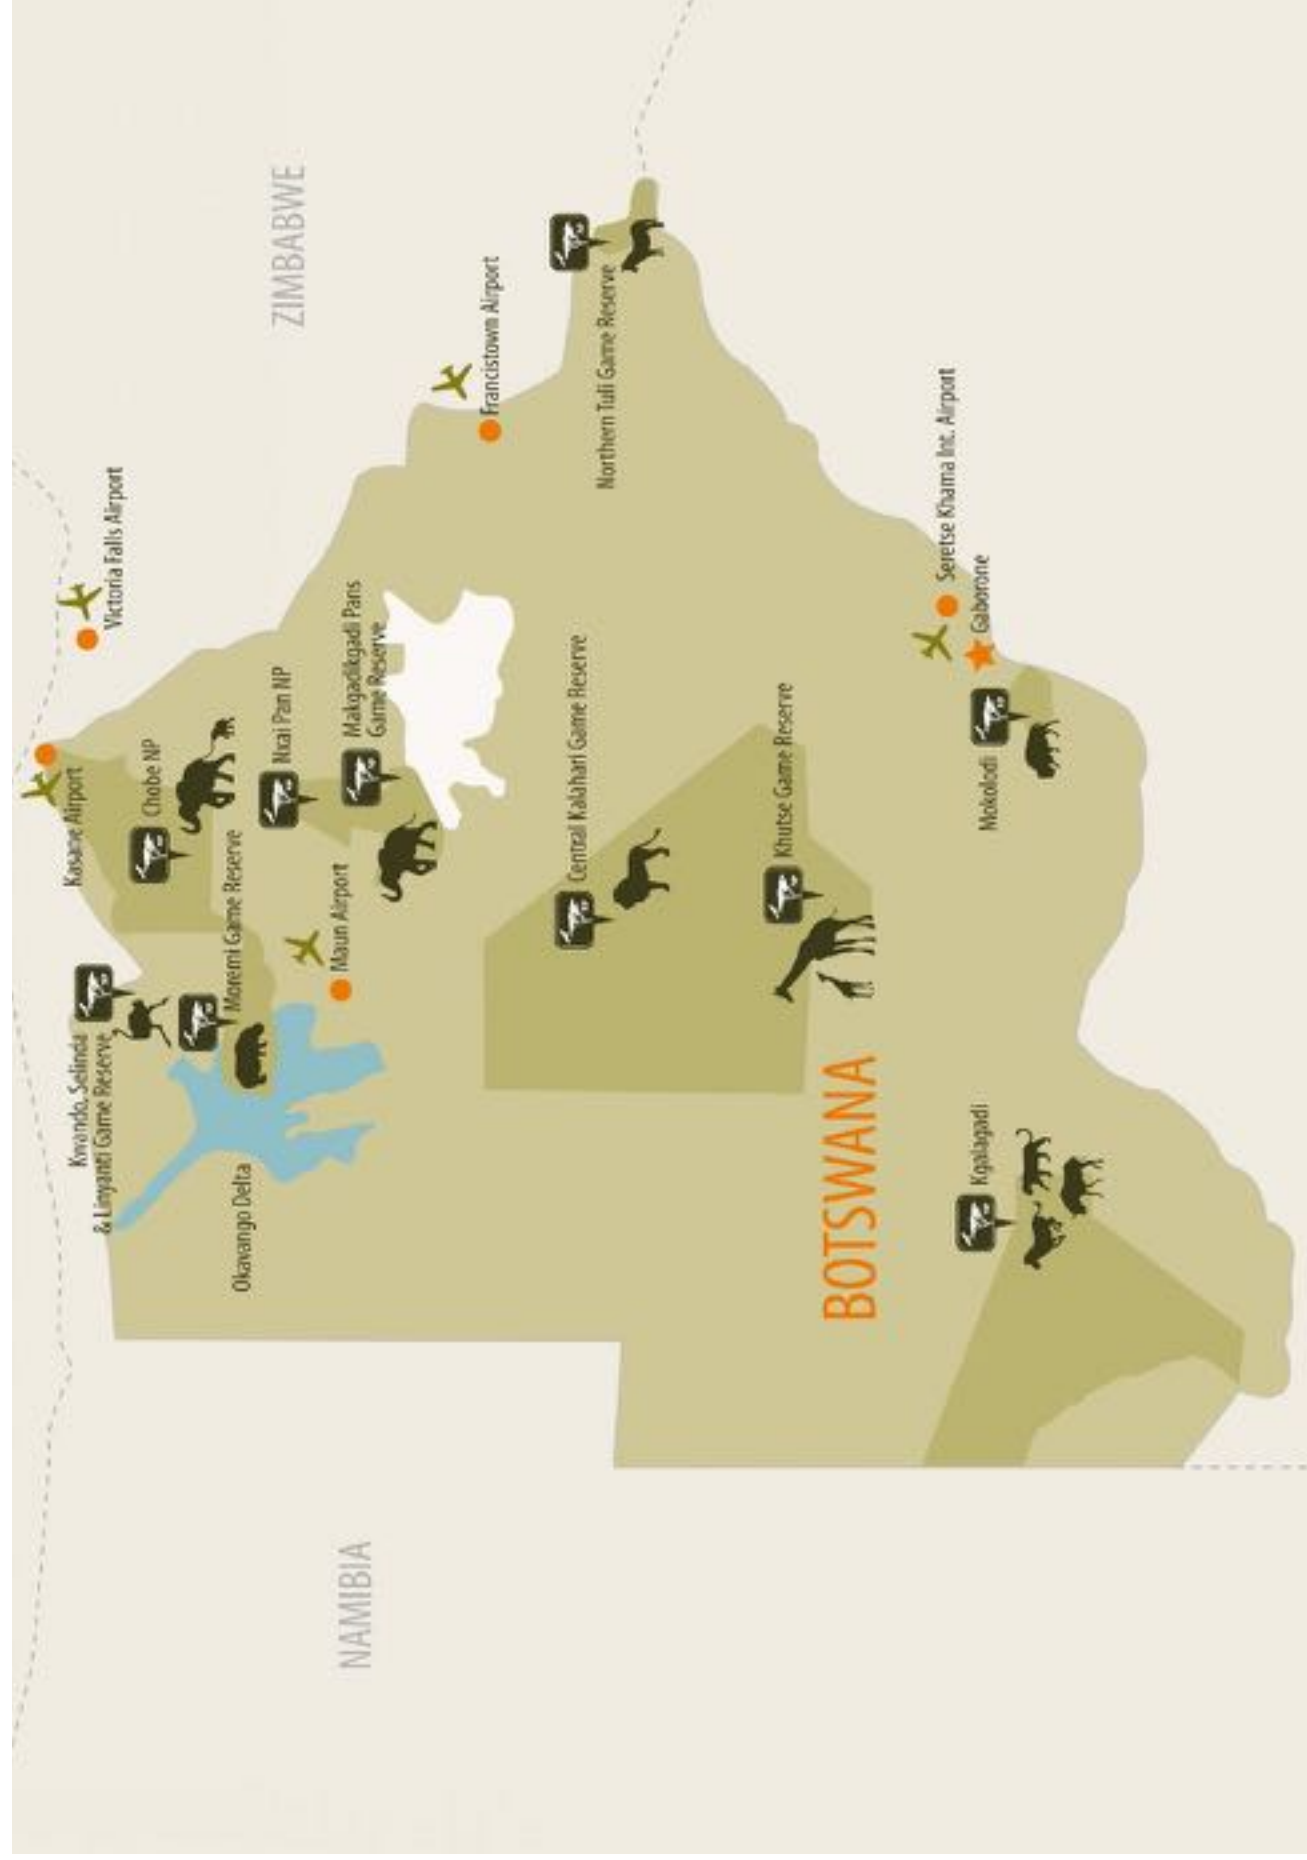 Kasane Airport
Victoria Falls Airport
Kwando, Selinda
& Linyanti Game Reserve
Chobe NP
Moremi Game Reserve
Okavango Delta
Nxai Pan NP
ZIMBABWE
Maun Airport
Makgadikgadi Pans
Game Reserve
NAMIBIA
Francistown Airport
Central Kalahari Game Reserve
Northern Tuli Game Reserve
Khutse Game Reserve
BOTSWANA
Seretse Khama Int. Airport
Gaborone
Mokolodi
Kgalagadi